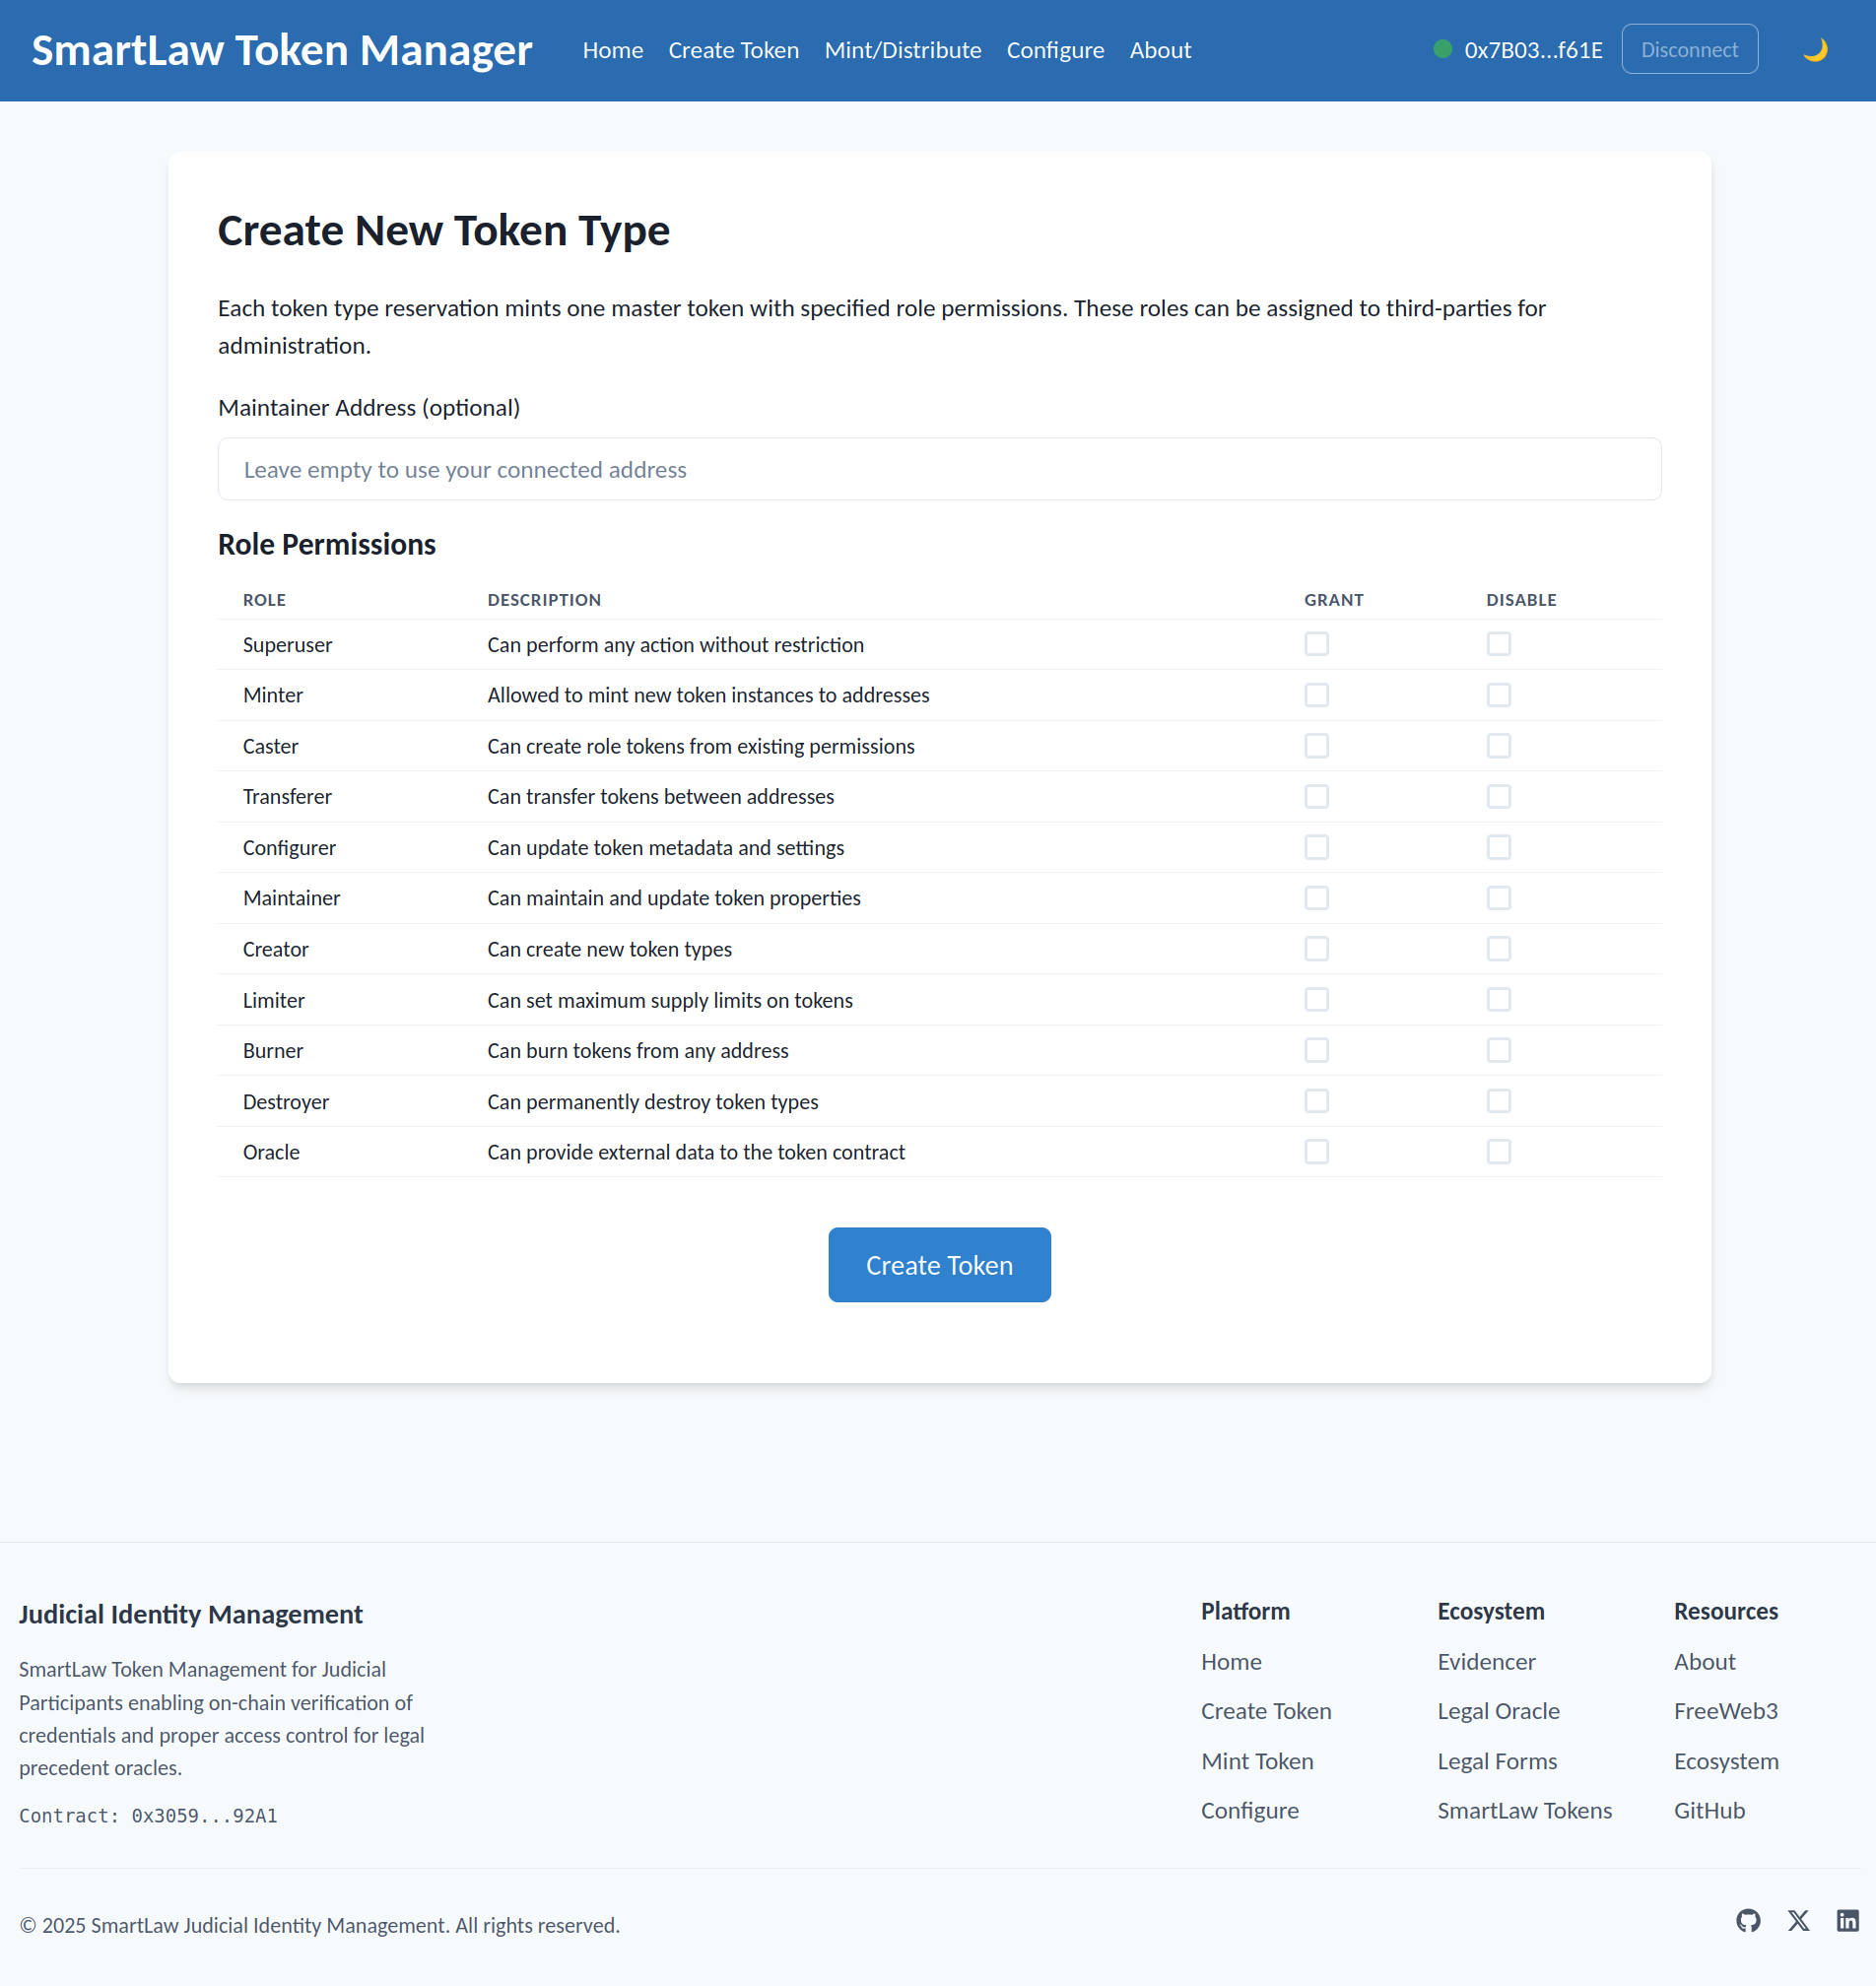 SmartLaw Token Manager
Home Create Token Mint/Distribute Configure About
0x7B03...f61E Disconnect
Create New Token Type
Each token type reservation mints one master token with specified role permissions. These roles can be assigned to third-parties for
administration.
Maintainer Address (optional)
Leave empty to use your connected address
Role Permissions
ROLE DESCRIPTION GRANT DISABLE
Superuser Can perform any action without restriction
Minter Allowed to mint new token instances to addresses
Caster Can create role tokens from existing permissions
Transferer Can transfer tokens between addresses
Configurer Can update token metadata and settings
Maintainer Can maintain and update token properties
Creator Can create new token types
Limiter Can set maximum supply limits on tokens
Burner Can burn tokens from any address
Destroyer Can permanently destroy token types
Oracle Can provide external data to the token contract
Create Token
Judicial Identity Management
SmartLaw Token Management for Judicial
Participants enabling on-chain verification of
credentials and proper access control for legal
precedent oracles.
Contract: 0x3059...92A1
Platform
Home
Create Token
Mint Token
Configure
Ecosystem
Evidencer
Legal Oracle
Legal Forms
SmartLaw Tokens
Resources
About
FreeWeb3
Ecosystem
GitHub
© 2025 SmartLaw Judicial Identity Management. All rights reserved.